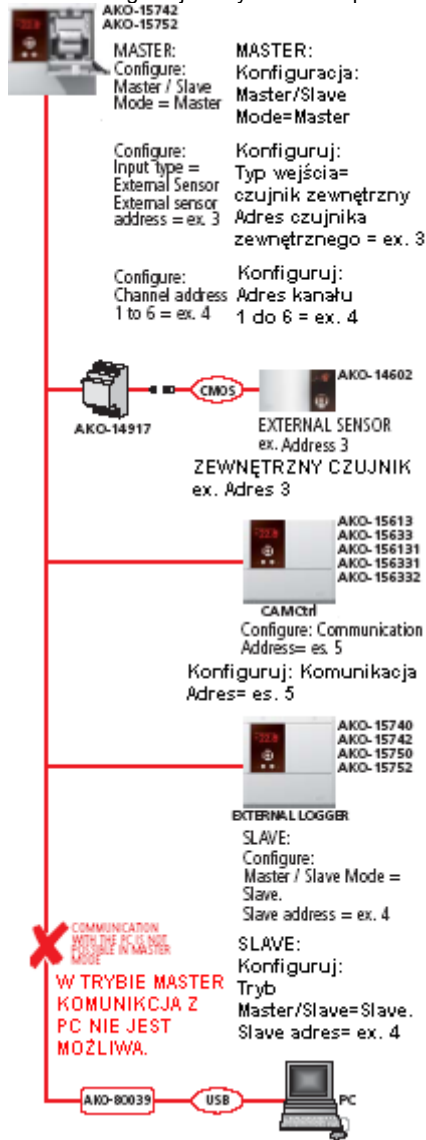 AKO-15742
AKO-15752
MASTER:
Configure:
Master / Slave
Mode = Master
MASTER:
Konfiguracja:
Master/Slave
Mode=Master
Configure:
Input type =
External Sensor
External sensor
address = ex. 3
Konfiguruj:
Typ wejścia=
czujnik zewnętrzny
Adres czujnika
zewnętrznego = ex. 3
Configure:
Channel address
1 to 6 = ex. 4
Konfiguruj:
Adres kanału
1 do 6 = ex. 4
AKO-14917
CMOS
AKO-14602
EXTERNAL SENSOR
ex. Address 3
ZEWNĘTRZNY CZUJNIK
ex. Adres 3
AKO-15613
AKO-15633
AKO-156131
AKO-156331
AKO-156332
CAMCtrl
Configure: Communication
Address= es. 5
Konfiguruj: Komunikacja
Adres= es. 5
AKO-15740
AKO-15742
AKO-15750
AKO-15752
EXTERNAL LOGGER
SLAVE:
Configure:
Master / Slave Mode =
Slave.
Slave address = ex. 4
SLAVE:
Konfiguruj:
Tryb
Master/Slave=Slave.
Slave adres= ex. 4
COMMUNICATION
WITH THE PC IS NOT
POSSIBLE IN MASTER
MODE
W TRYBIE MASTER
KOMUNIKCJA Z
PC NIE JEST
MOŻLIWA.
AKO-80039
USB
PC